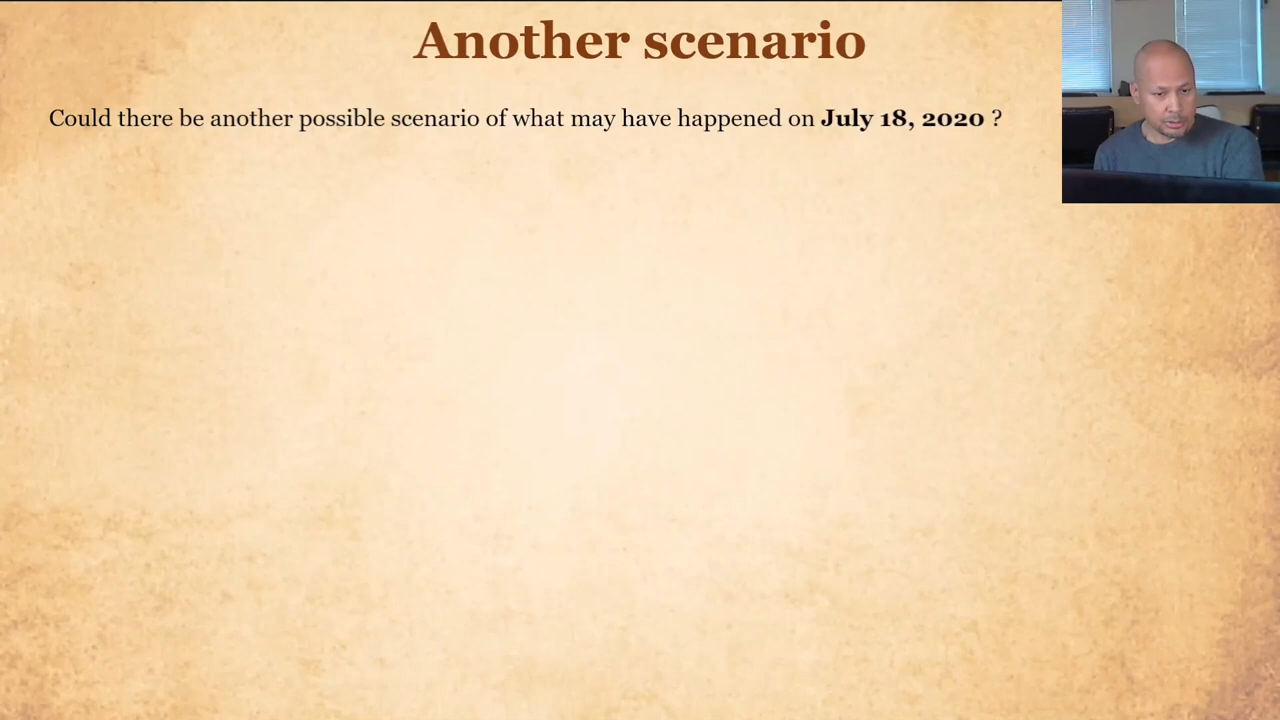 Another scenario
Could there be another possible scenario of what may have happened on July 18, 2020 ?